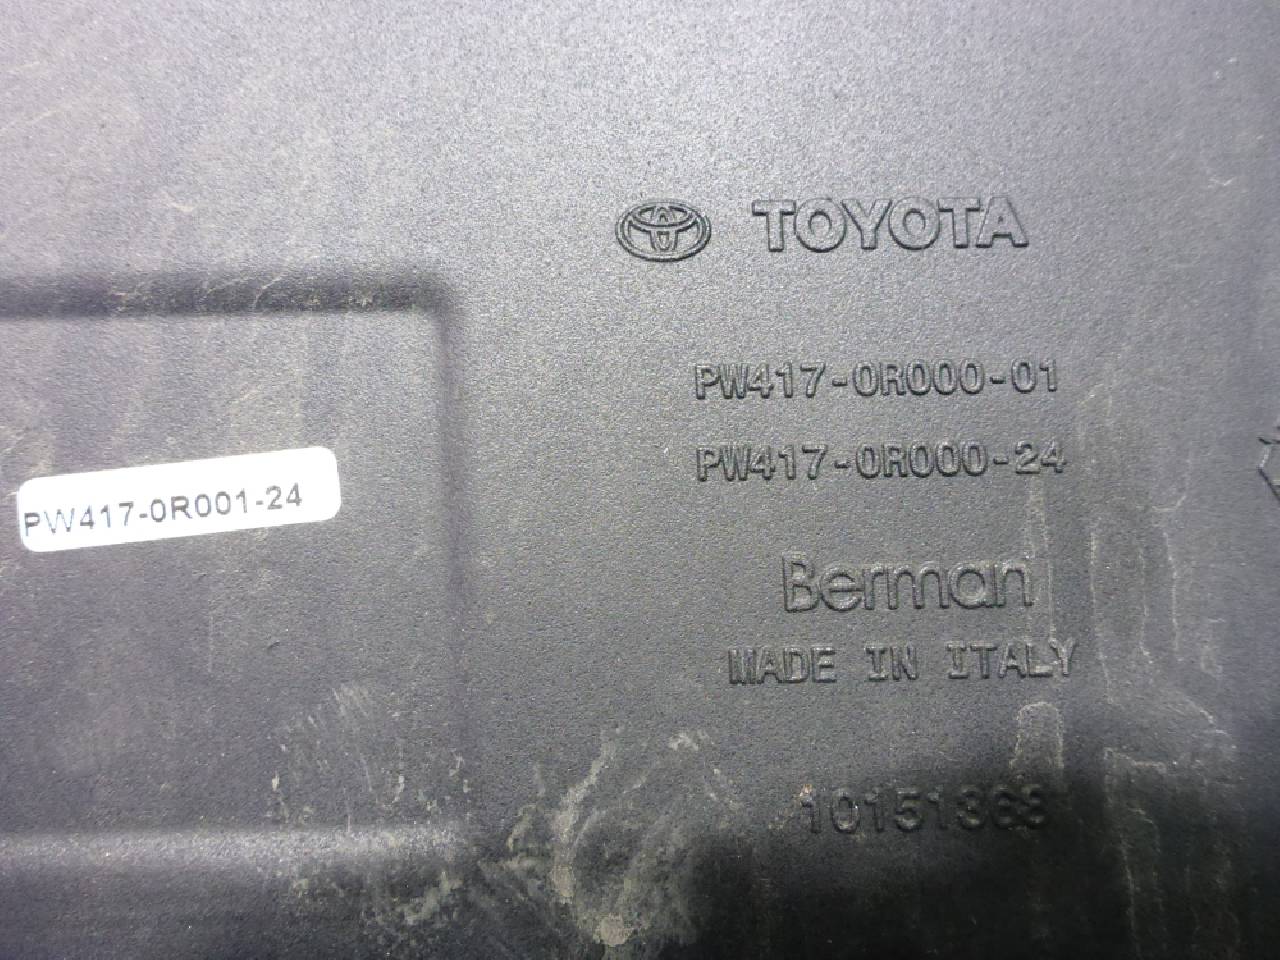 TOYOTA
PW417-0R000-01
PW417-0R000-24
PW417-0R001-24
Berman
MADE IN ITALY
10151368